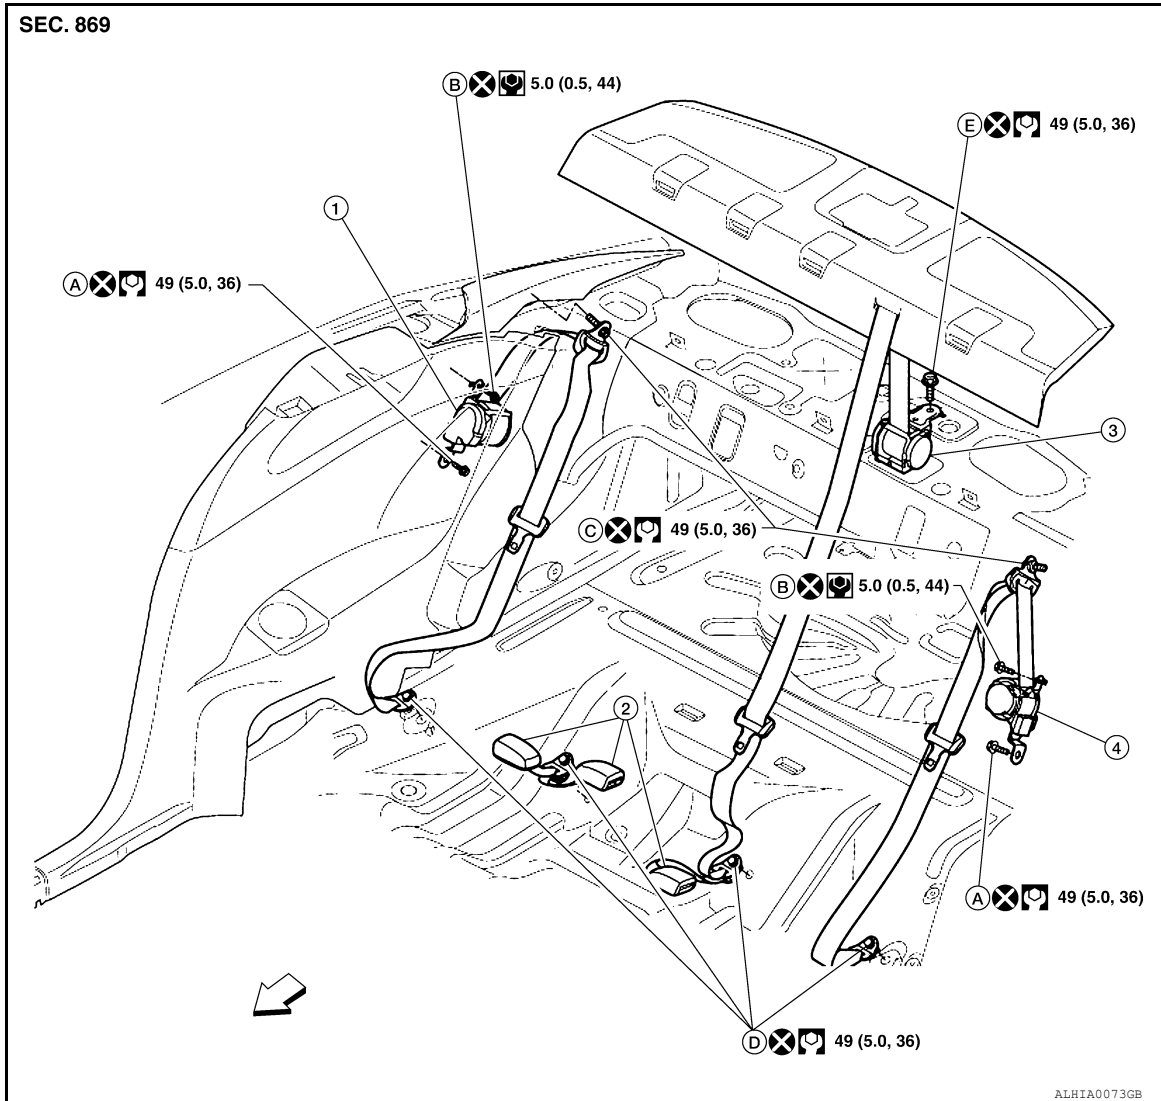 SEC. 869
B 5.0 (0.5, 44)
E 49 (5.0, 36)
1
A 49 (5.0, 36)
3
C 49 (5.0, 36)
B 5.0 (0.5, 44)
2
4
A 49 (5.0, 36)
D 49 (5.0, 36)
ALHIA0073GB